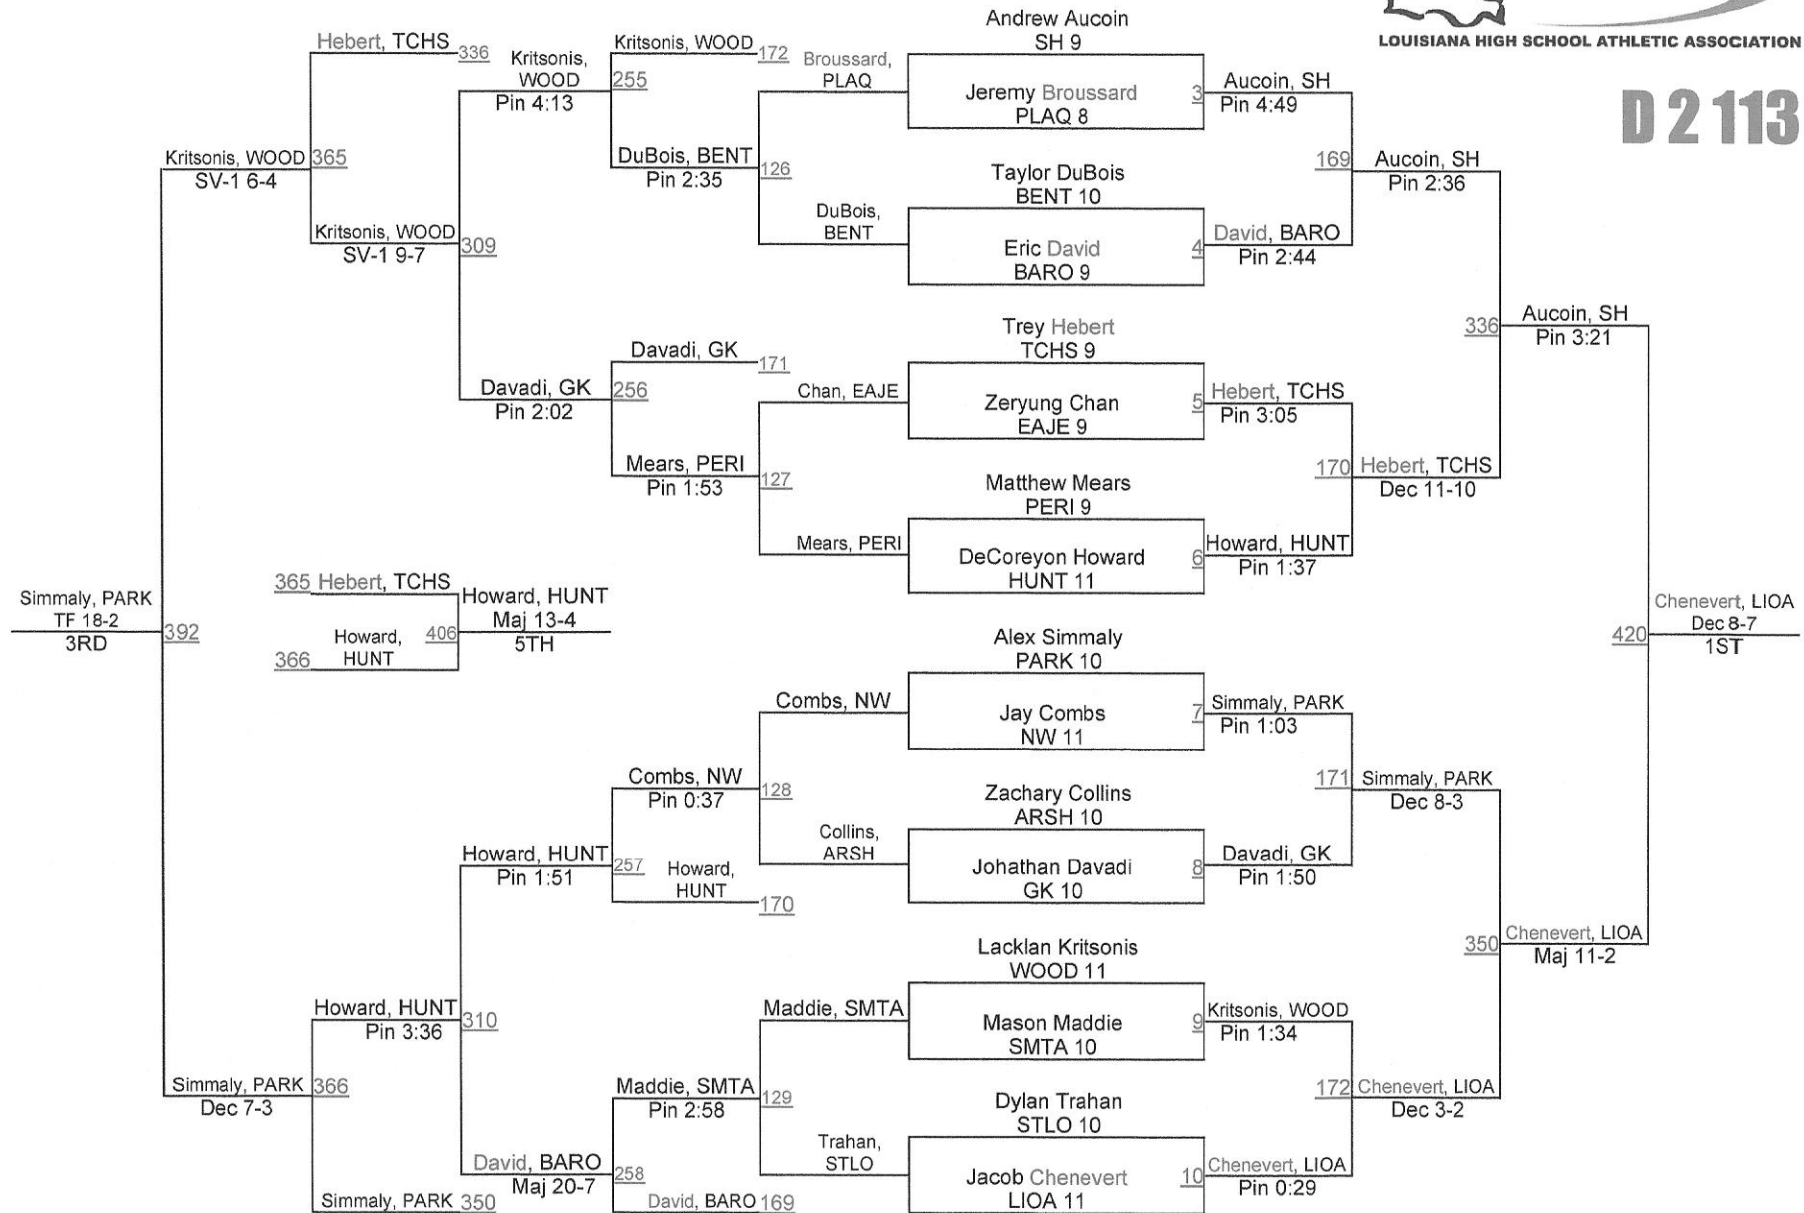 LOUISIANA HIGH SCHOOL ATHLETIC ASSOCIATION
D 2 113
Hebert, TCHS
336
Kritsonis, WOOD
365
SV-1 6-4
Kritsonis, WOOD
309
SV-1 9-7
Kritsonis,
WOOD
255
Pin 4:13
Kritsonis, WOOD
172
DuBois, BENT
126
Pin 2:35
Broussard,
PLAQ
DuBois,
BENT
Davadi, GK
171
Davadi, GK
256
Pin 2:02
Mears, PERI
127
Pin 1:53
Chan, EAJE
Mears, PERI
Simmaly, PARK
TF 18-2
392
3RD
365 Hebert, TCHS
Howard,
HUNT
366
406
Howard, HUNT
Maj 13-4
5TH
Combs, NW
Combs, NW
128
Pin 0:37
Collins,
ARSH
Howard, HUNT
257
Pin 1:51
Howard,
HUNT
170
Howard, HUNT
310
Pin 3:36
Simmaly, PARK
366
Dec 7-3
Simmaly, PARK 350
Maddie, SMTA
Maddie, SMTA
129
Pin 2:58
Trahan,
STLO
David, BARO
258
Maj 20-7
David, BARO 169
Andrew Aucoin
SH 9
Jeremy Broussard
3
PLAQ 8
Taylor DuBois
BENT 10
Eric David
4
BARO 9
Trey Hebert
TCHS 9
Zeryung Chan
5
EAJE 9
Matthew Mears
PERI 9
DeCoreyon Howard
6
HUNT 11
Alex Simmaly
PARK 10
Jay Combs
7
NW 11
Zachary Collins
ARSH 10
Johathan Davadi
8
GK 10
Lacklan Kritsonis
WOOD 11
Mason Maddie
9
SMTA 10
Dylan Trahan
STLO 10
Jacob Chenevert
10
LIOA 11
Aucoin, SH
Pin 4:49
169
Aucoin, SH
Pin 2:36
David, BARO
Pin 2:44
336
Aucoin, SH
Pin 3:21
Hebert, TCHS
Pin 3:05
170
Hebert, TCHS
Dec 11-10
Howard, HUNT
Pin 1:37
420
Chenevert, LIOA
Dec 8-7
1ST
Simmaly, PARK
Pin 1:03
171
Simmaly, PARK
Dec 8-3
Davadi, GK
Pin 1:50
350
Chenevert, LIOA
Maj 11-2
Kritsonis, WOOD
Pin 1:34
172
Chenevert, LIOA
Dec 3-2
Chenevert, LIOA
Pin 0:29